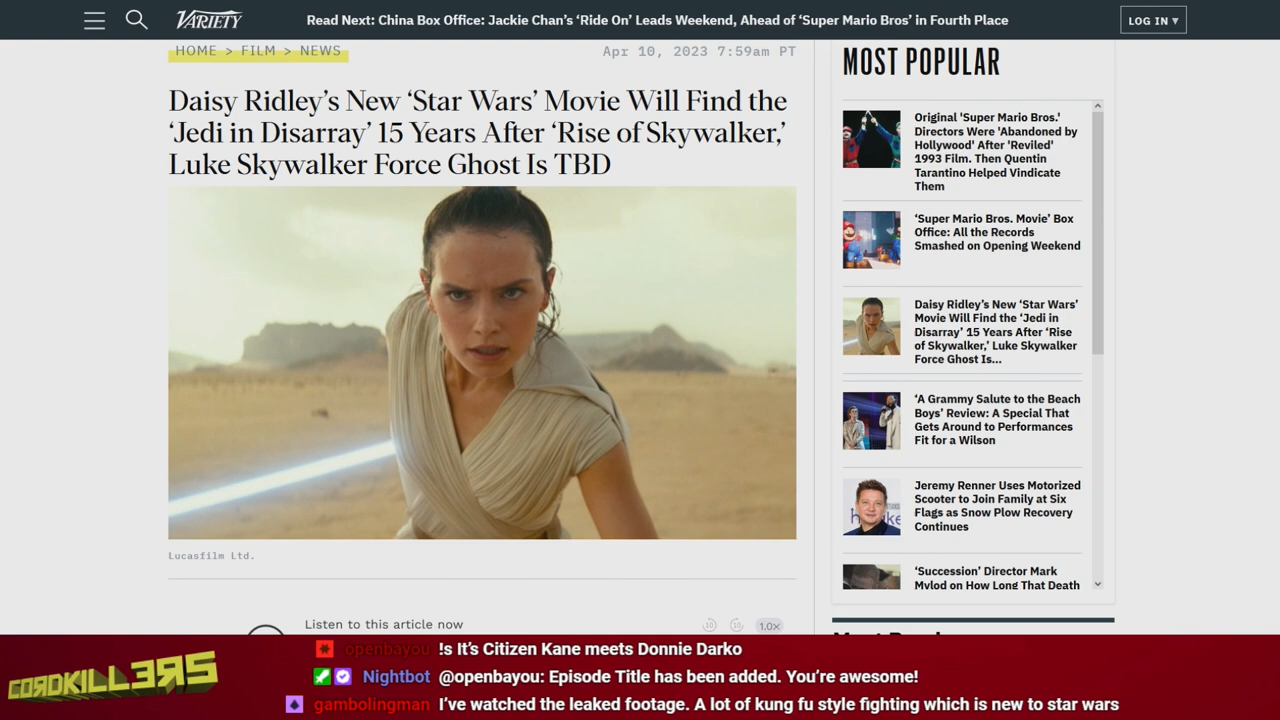 VARIETY
Read Next: China Box Office: Jackie Chan's 'Ride On' Leads Weekend, Ahead of 'Super Mario Bros' in Fourth Place
LOG IN ▾
HOME > FILM > NEWS
Apr 10, 2023 7:59am PT
Daisy Ridley's New 'Star Wars' Movie Will Find the
'Jedi in Disarray' 15 Years After 'Rise of Skywalker,'
Luke Skywalker Force Ghost Is TBD
Lucasfilm Ltd.
Listen to this article now
10
10
1.0×
MOST POPULAR
Original 'Super Mario Bros.'
Directors Were 'Abandoned by
Hollywood' After 'Reviled'
1993 Film. Then Quentin
Tarantino Helped Vindicate
Them
'Super Mario Bros. Movie' Box
Office: All the Records
Smashed on Opening Weekend
Daisy Ridley's New 'Star Wars'
Movie Will Find the 'Jedi in
Disarray' 15 Years After 'Rise
of Skywalker,' Luke Skywalker
Force Ghost Is...
'A Grammy Salute to the Beach
Boys' Review: A Special That
Gets Around to Performances
Fit for a Wilson
Jeremy Renner Uses Motorized
Scooter to Join Family at Six
Flags as Snow Plow Recovery
Continues
'Succession' Director Mark
Mylod on How Long That Death
CORDKILLERS
openbayou !s It's Citizen Kane meets Donnie Darko
Nightbot @openbayou: Episode Title has been added. You're awesome!
gambolingman I've watched the leaked footage. A lot of kung fu style fighting which is new to star wars